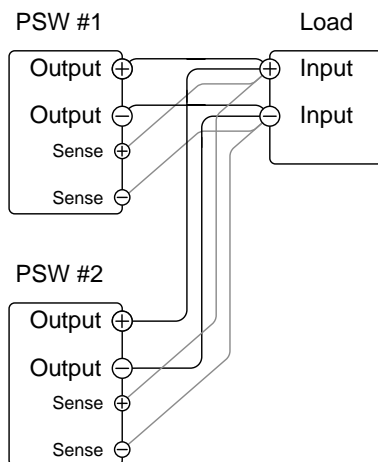 PSW #1
Load
Output +
+ Input
Output −
− Input
Sense +
Sense −
PSW #2
Output +
Output −
Sense +
Sense −